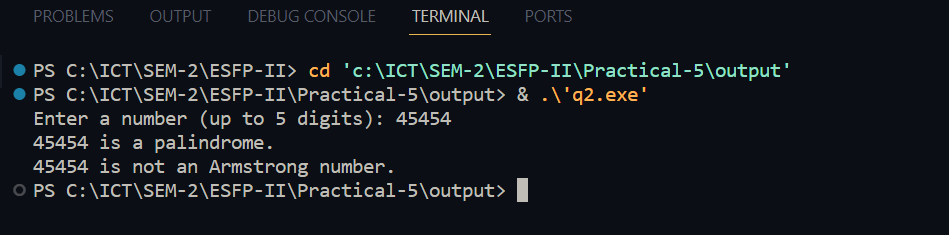 PROBLEMS OUTPUT DEBUG CONSOLE TERMINAL PORTS
PS C:\ICT\SEM-2\ESFP-II> cd 'c:\ICT\SEM-2\ESFP-II\Practical-5\output'
PS C:\ICT\SEM-2\ESFP-II\Practical-5\output> & .\'q2.exe'
Enter a number (up to 5 digits): 45454
45454 is a palindrome.
45454 is not an Armstrong number.
PS C:\ICT\SEM-2\ESFP-II\Practical-5\output>